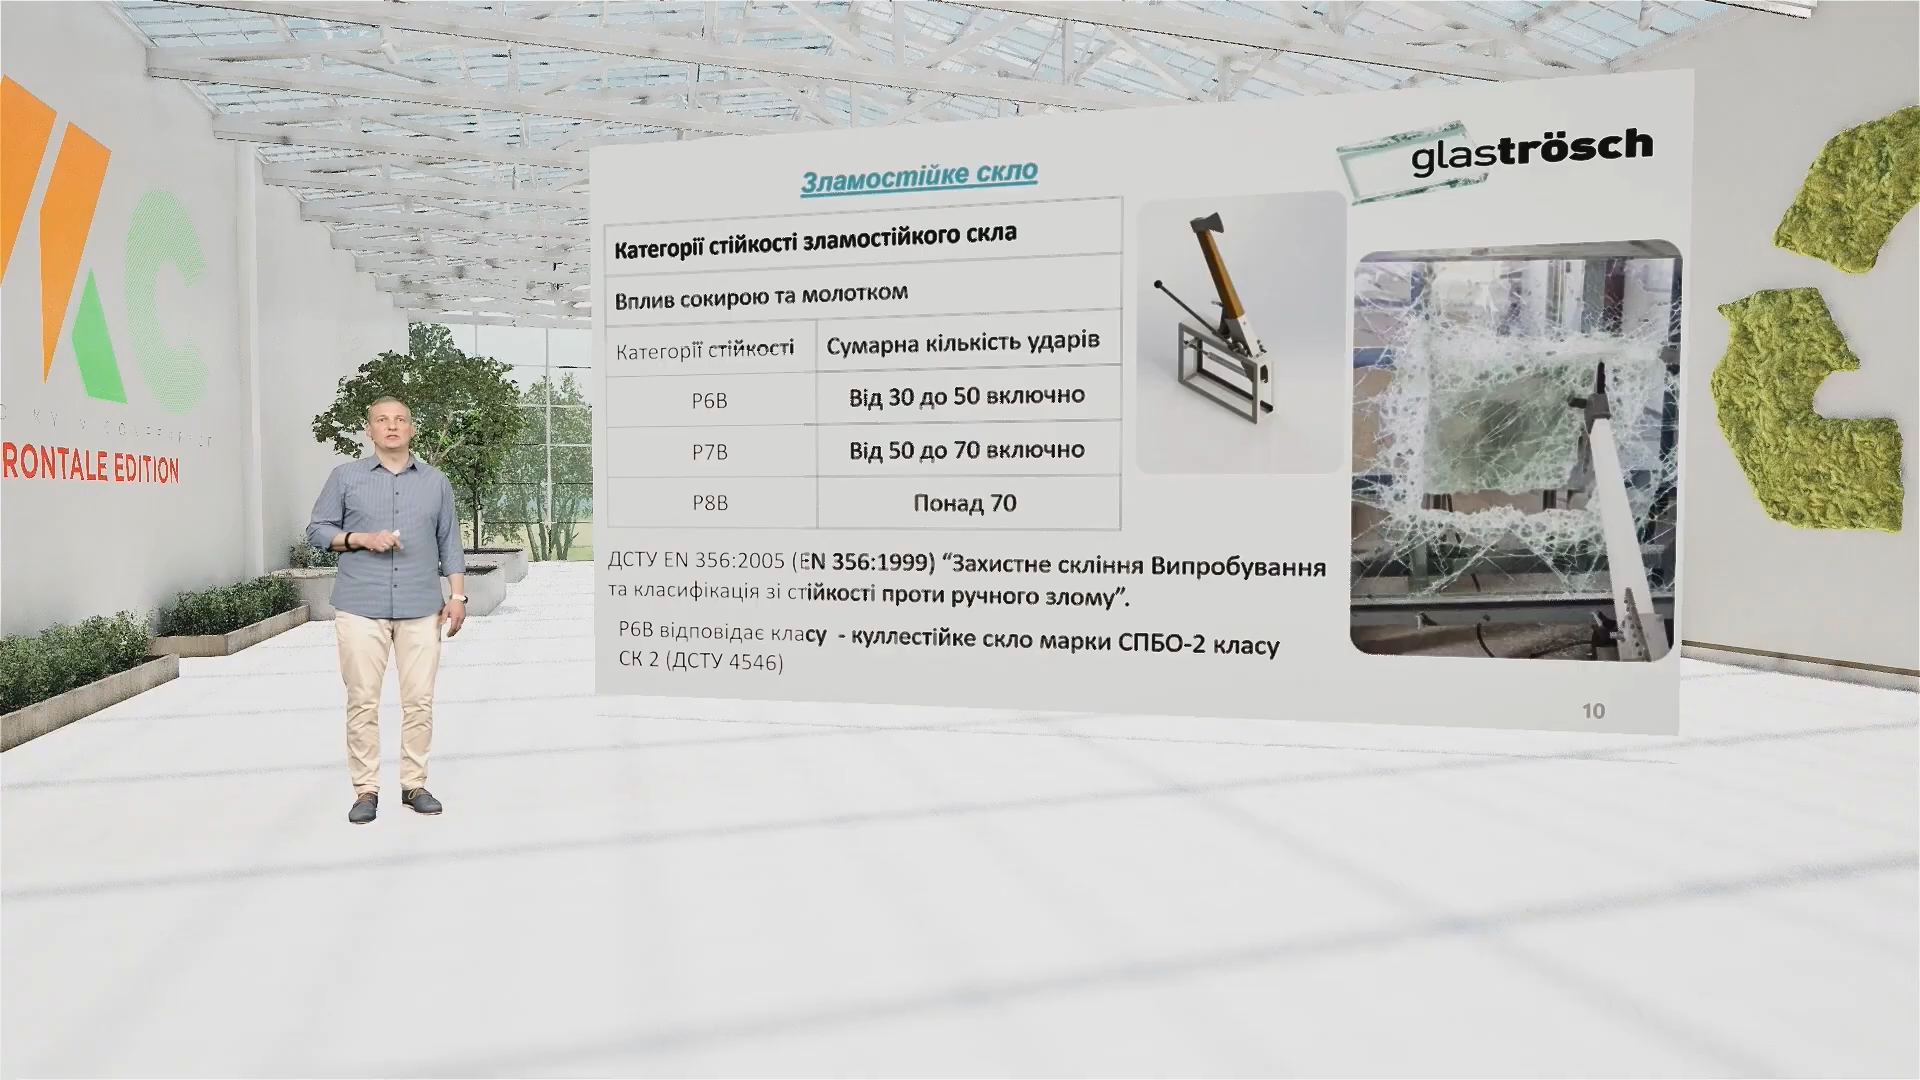 RONTALE EDITION
glaströsch
Зламостійке скло
Категорії стійкості зламостійкого скла
Вплив сокирою та молотком
Категорії стійкості Сумарна кількість ударів
P6B Від 30 до 50 включно
P7B Від 50 до 70 включно
P8B Понад 70
ДСТУ EN 356:2005 (EN 356:1999) “Захистне скління Випробування
та класифікація зі стійкості проти ручного злому”.
P6B відповідає класу - куллестійке скло марки СПБО-2 класу
СК 2 (ДСТУ 4546)
10